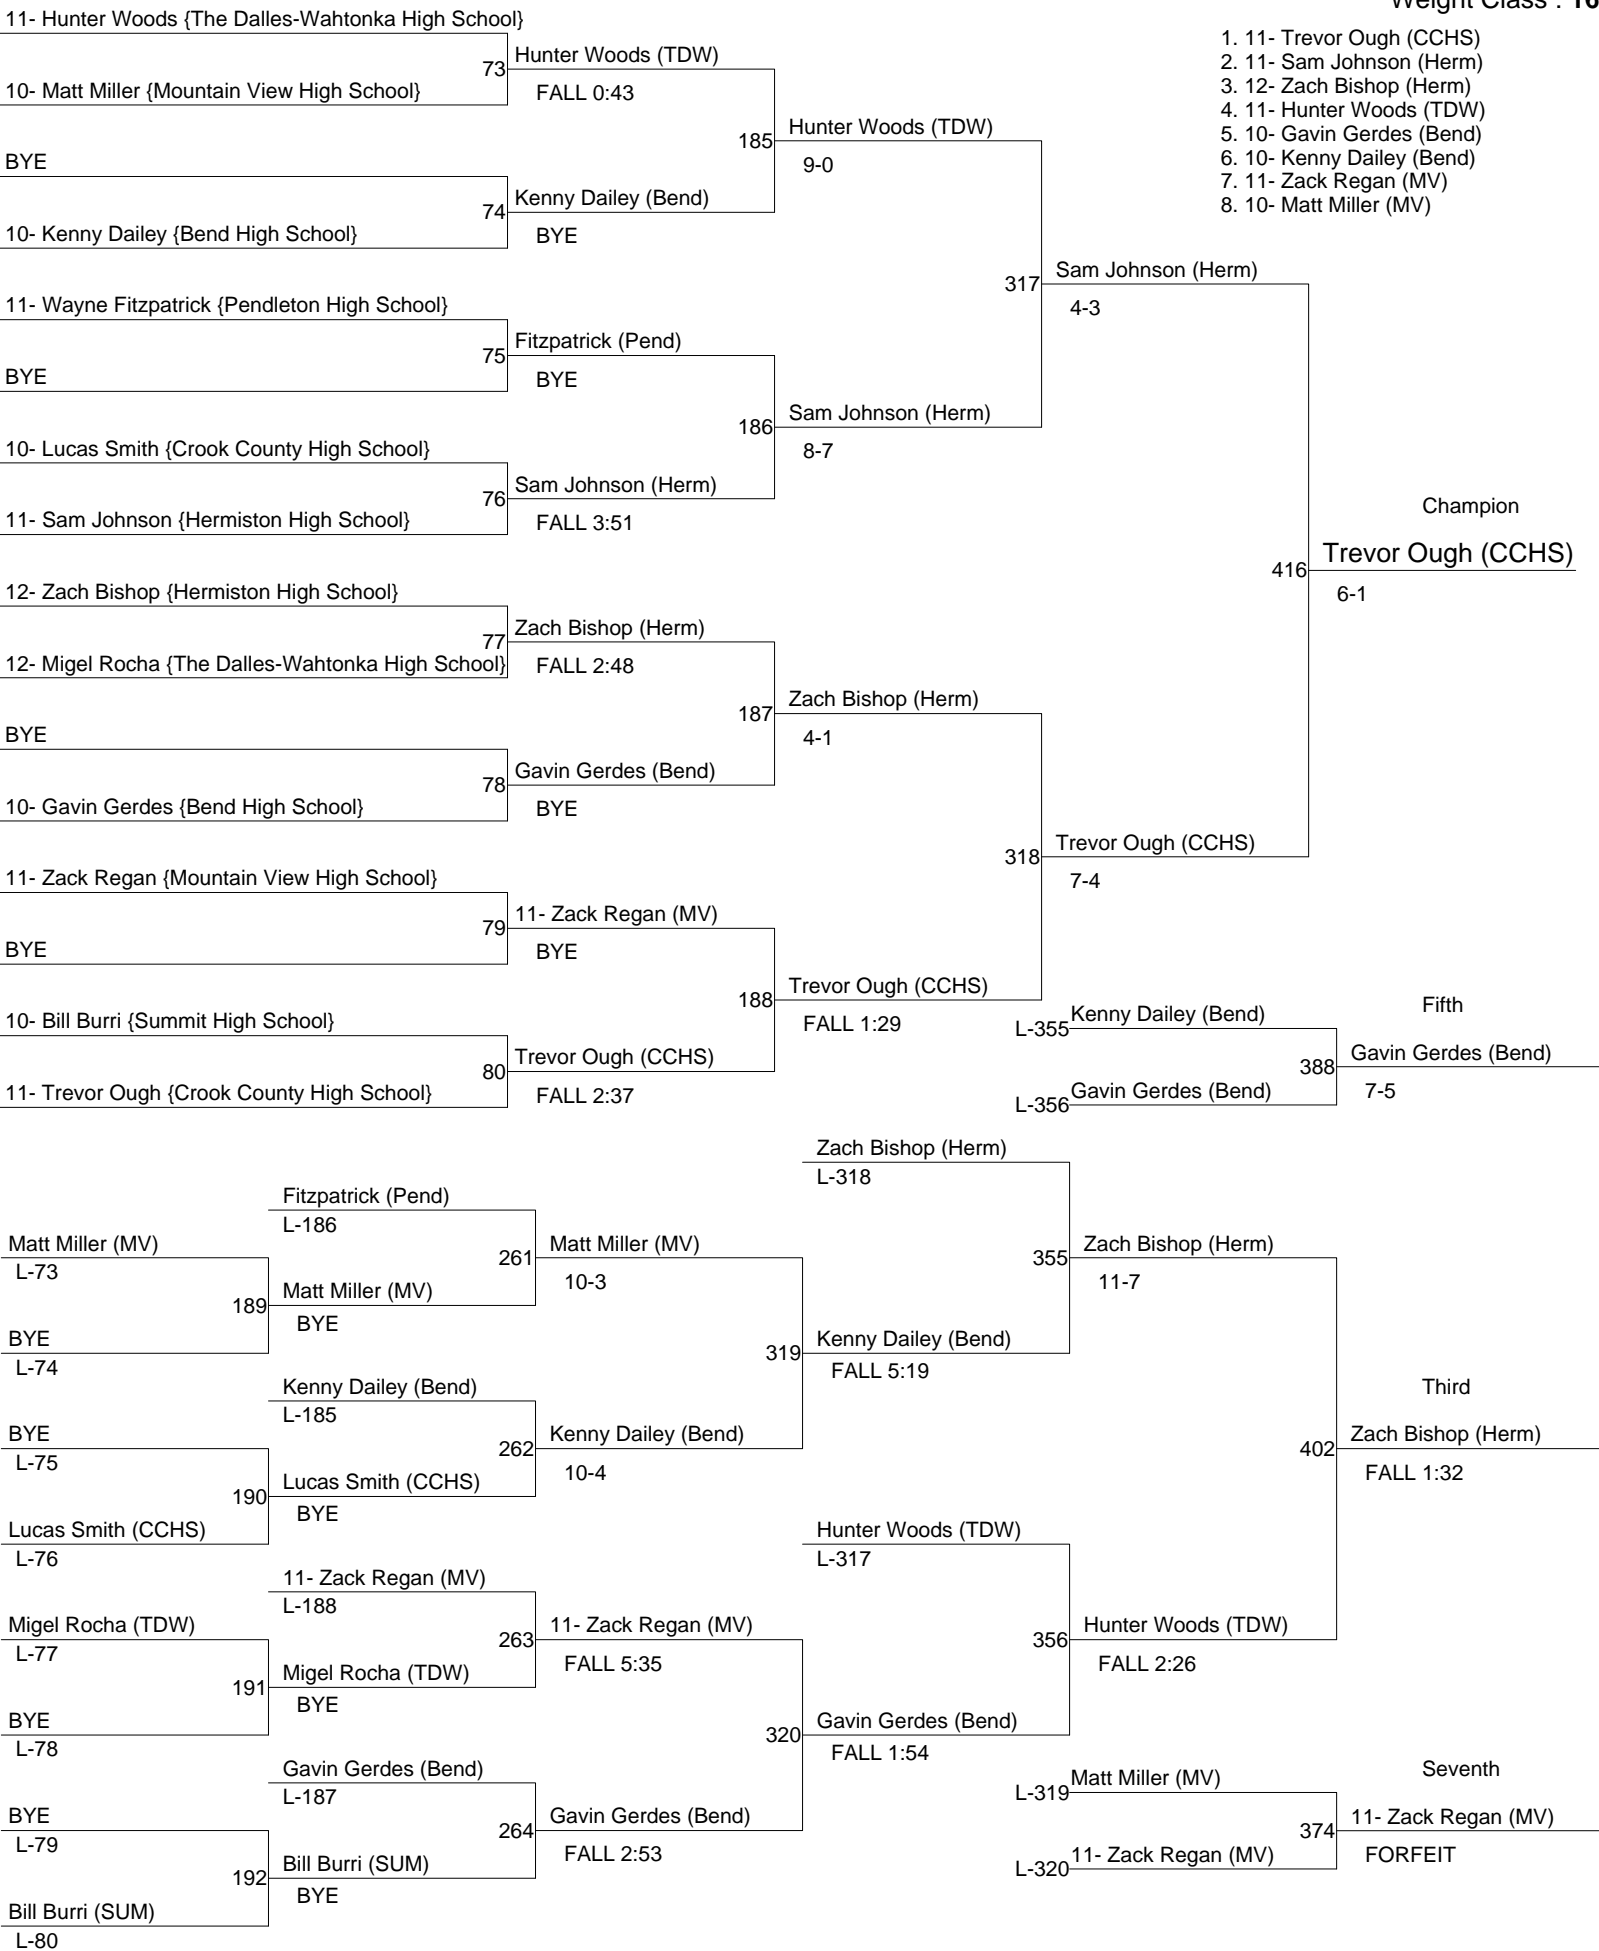 Weight Class : 16
1. 11- Trevor Ough (CCHS)
2. 11- Sam Johnson (Herm)
3. 12- Zach Bishop (Herm)
4. 11- Hunter Woods (TDW)
5. 10- Gavin Gerdes (Bend)
6. 10- Kenny Dailey (Bend)
7. 11- Zack Regan (MV)
8. 10- Matt Miller (MV)
11- Hunter Woods {The Dalles-Wahtonka High School}
73
Hunter Woods (TDW)
10- Matt Miller {Mountain View High School}
FALL 0:43
185
Hunter Woods (TDW)
9-0
BYE
74
Kenny Dailey (Bend)
10- Kenny Dailey {Bend High School}
BYE
317
Sam Johnson (Herm)
4-3
11- Wayne Fitzpatrick {Pendleton High School}
75
Fitzpatrick (Pend)
BYE
BYE
186
Sam Johnson (Herm)
8-7
10- Lucas Smith {Crook County High School}
76
Sam Johnson (Herm)
11- Sam Johnson {Hermiston High School}
FALL 3:51
Champion
416
Trevor Ough (CCHS)
6-1
12- Zach Bishop {Hermiston High School}
77
Zach Bishop (Herm)
12- Migel Rocha {The Dalles-Wahtonka High School}
FALL 2:48
187
Zach Bishop (Herm)
4-1
BYE
78
Gavin Gerdes (Bend)
10- Gavin Gerdes {Bend High School}
BYE
318
Trevor Ough (CCHS)
7-4
11- Zack Regan {Mountain View High School}
79
11- Zack Regan (MV)
BYE
BYE
188
Trevor Ough (CCHS)
FALL 1:29
10- Bill Burri {Summit High School}
80
Trevor Ough (CCHS)
11- Trevor Ough {Crook County High School}
FALL 2:37
Fifth
L-355
Kenny Dailey (Bend)
388
Gavin Gerdes (Bend)
7-5
L-356
Gavin Gerdes (Bend)
Zach Bishop (Herm)
L-318
Fitzpatrick (Pend)
L-186
Matt Miller (MV)
L-73
261
Matt Miller (MV)
10-3
355
Zach Bishop (Herm)
11-7
189
Matt Miller (MV)
BYE
BYE
L-74
319
Kenny Dailey (Bend)
FALL 5:19
Kenny Dailey (Bend)
L-185
Third
BYE
L-75
262
Kenny Dailey (Bend)
10-4
402
Zach Bishop (Herm)
FALL 1:32
190
Lucas Smith (CCHS)
BYE
Lucas Smith (CCHS)
L-76
Hunter Woods (TDW)
L-317
11- Zack Regan (MV)
L-188
Migel Rocha (TDW)
L-77
263
11- Zack Regan (MV)
FALL 5:35
356
Hunter Woods (TDW)
FALL 2:26
191
Migel Rocha (TDW)
BYE
BYE
L-78
320
Gavin Gerdes (Bend)
FALL 1:54
Gavin Gerdes (Bend)
L-187
Seventh
L-319
Matt Miller (MV)
BYE
L-79
264
Gavin Gerdes (Bend)
FALL 2:53
374
11- Zack Regan (MV)
FORFEIT
L-320
11- Zack Regan (MV)
192
Bill Burri (SUM)
BYE
Bill Burri (SUM)
L-80